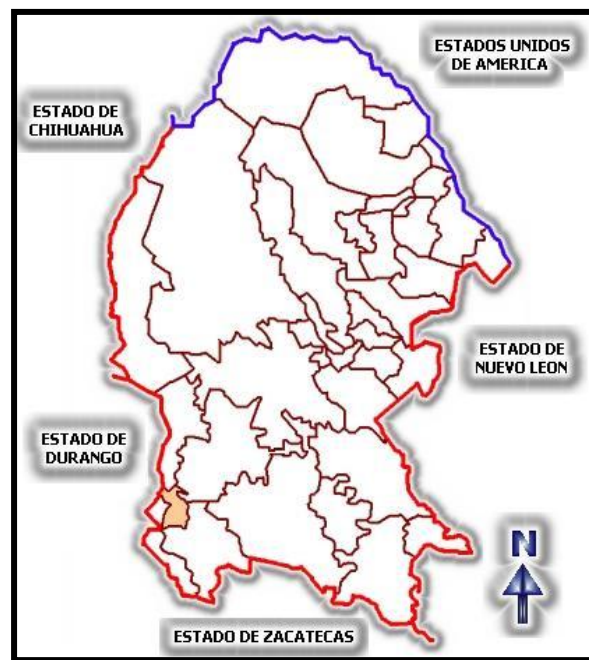 ESTADOS UNIDOS
DE AMERICA
ESTADO DE
CHIHUAHUA
ESTADO DE
NUEVO LEON
ESTADO DE
DURANGO
N
ESTADO DE ZACATECAS